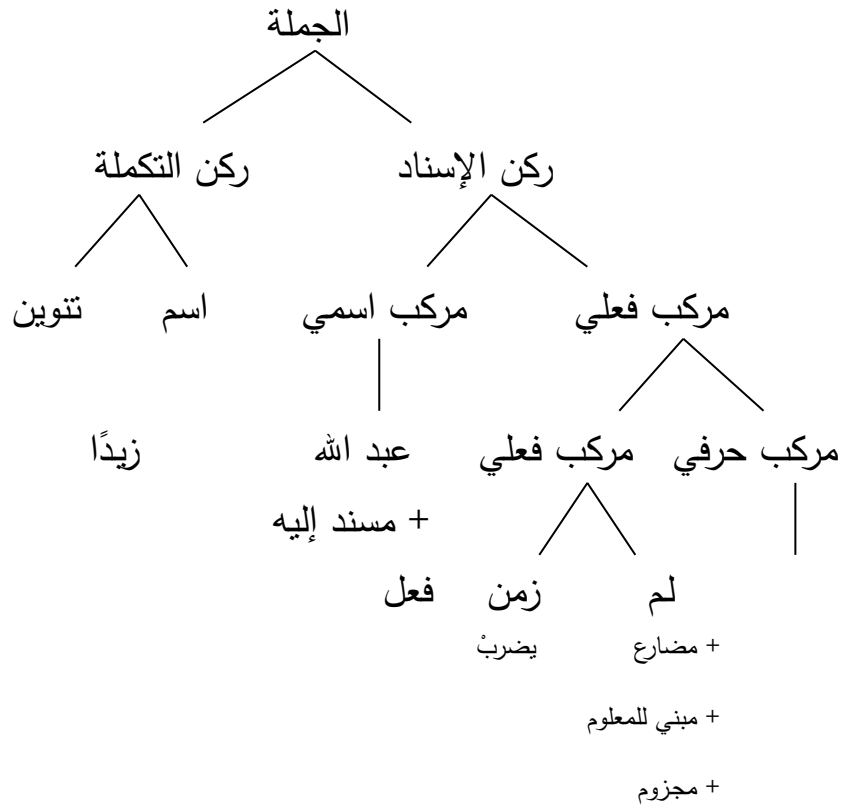 الجملة
ركن الإسناد ركن التكملة
مركب فعلي مركب اسمي اسم تنوين
مركب حرفي مركب فعلي عبد الله زيدًا
+ مسند إليه
لم زمن فعل
+ مضارع يضربْ
+ مبني للمعلوم
+ مجزوم